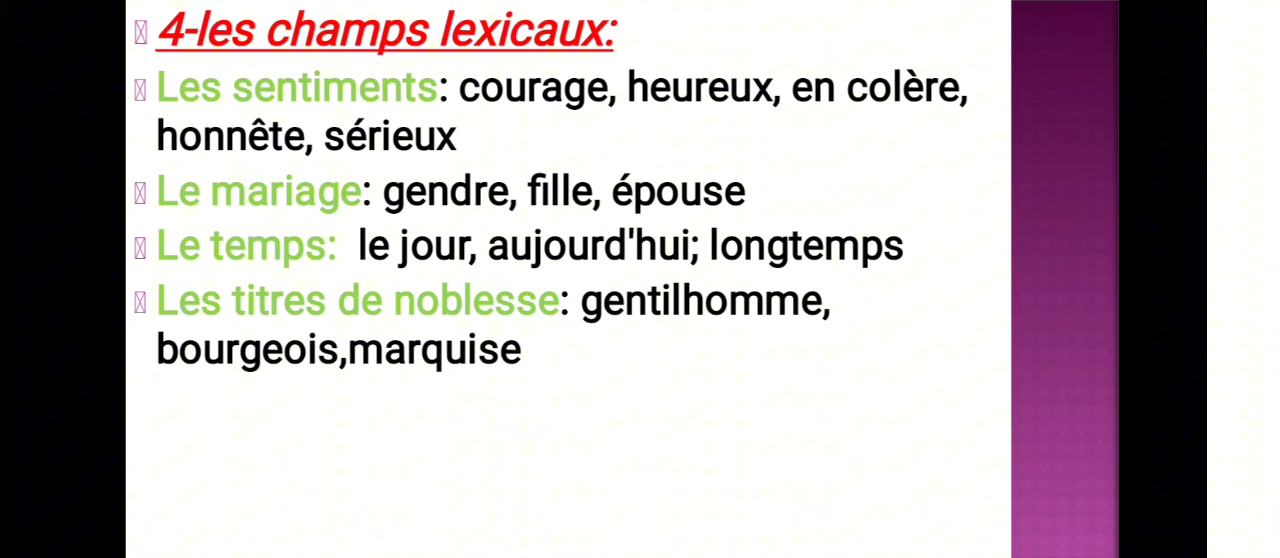 4-les champs lexicaux:
Les sentiments: courage, heureux, en colère,
honnête, sérieux
Le mariage: gendre, fille, épouse
Le temps:  le jour, aujourd'hui; longtemps
Les titres de noblesse: gentilhomme,
bourgeois,marquise